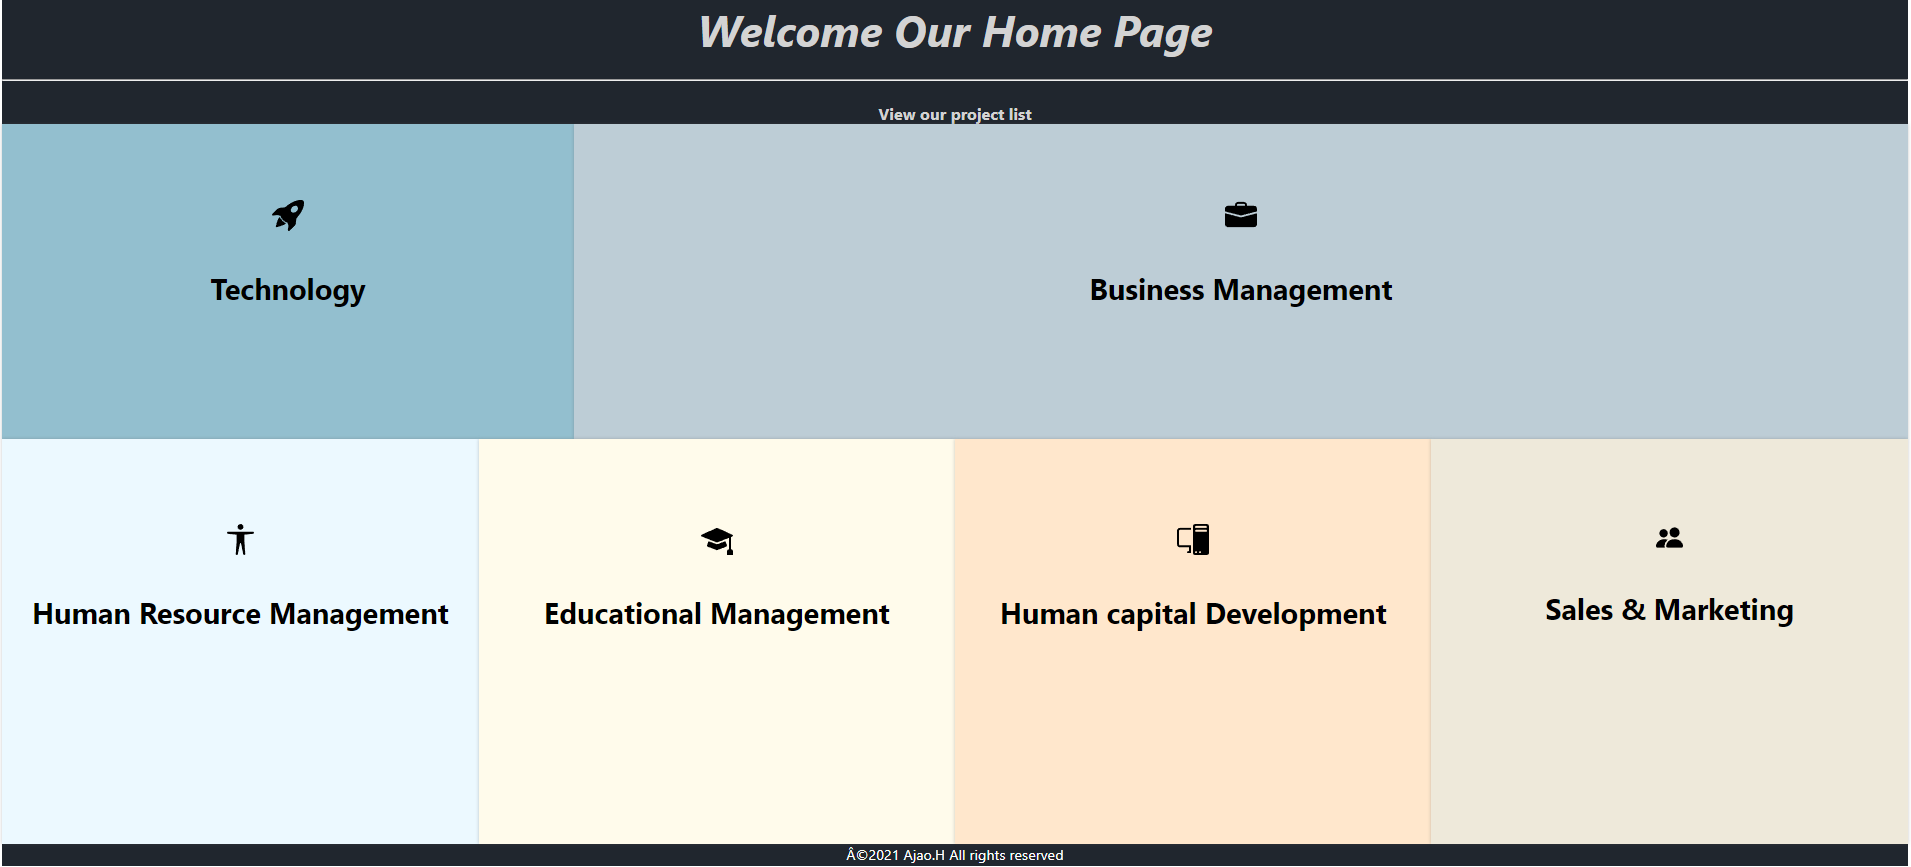 Welcome Our Home Page
View our project list
Technology
Business Management
Human Resource Management
Educational Management
Human capital Development
Sales & Marketing
Â©2021 Ajao.H All rights reserved